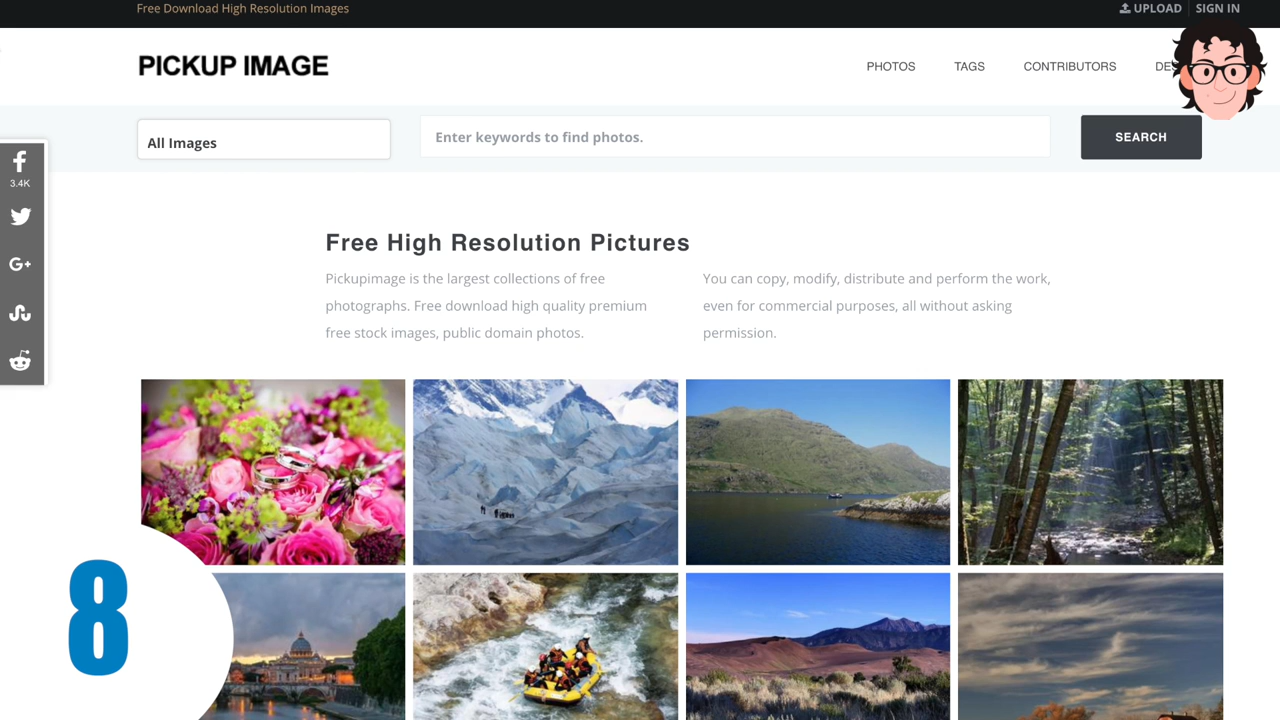 Free Download High Resolution Images
UPLOAD SIGN IN
PICKUP IMAGE
PHOTOS TAGS CONTRIBUTORS
All Images
Enter keywords to find photos.
SEARCH
3.4K
G+
Free High Resolution Pictures
Pickupimage is the largest collections of free
photographs. Free download high quality premium
free stock images, public domain photos.
You can copy, modify, distribute and perform the work,
even for commercial purposes, all without asking
permission.
8